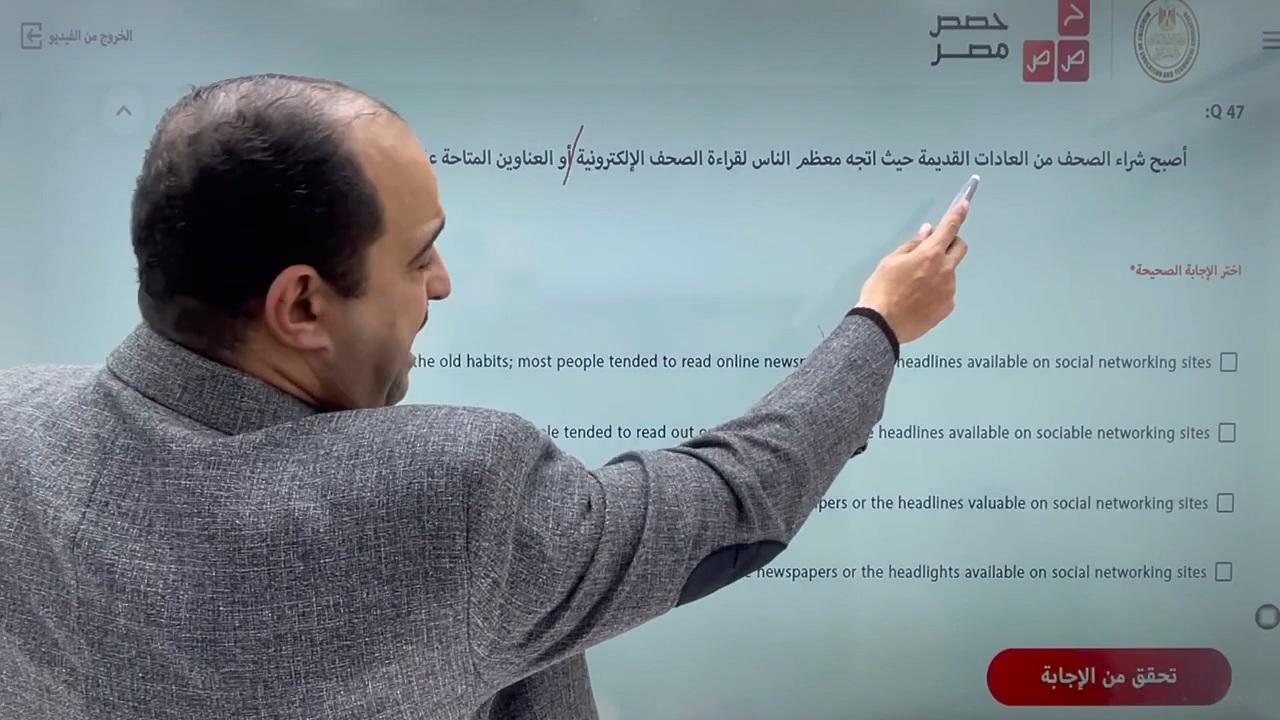 الخروج من الفيديو
حصص
مصر
ح
ص ص
Q 47:
أصبح شراء الصحف من العادات القديمة حيث اتجه معظم الناس لقراءة الصحف الإلكترونية أو العناوين المتاحة
اختر الإجابة الصحيحة*
the old habits; most people tended to read online headlines available on social networking sites
tended to read out headlines available on sociable networking sites
or the headlines valuable on social networking sites
newspapers or the headlights available on social networking sites
تحقق من الإجابة